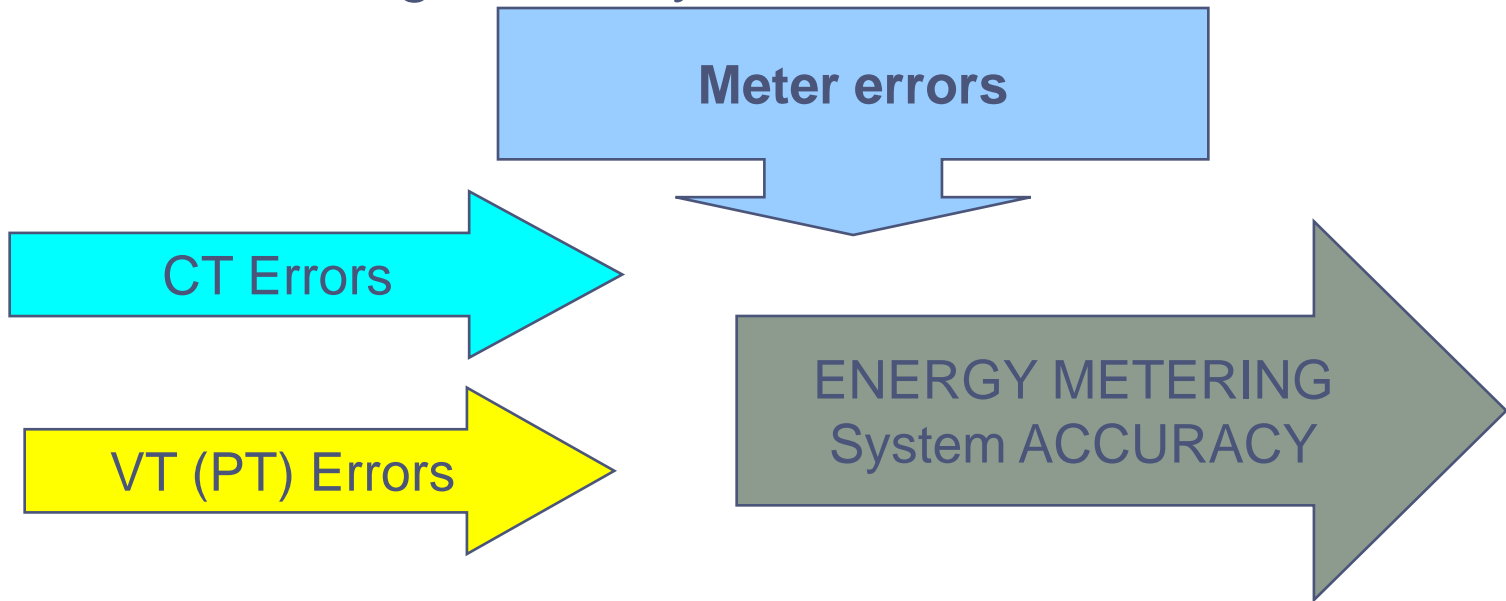 Meter errors
CT Errors
VT (PT) Errors
ENERGY METERING
System ACCURACY